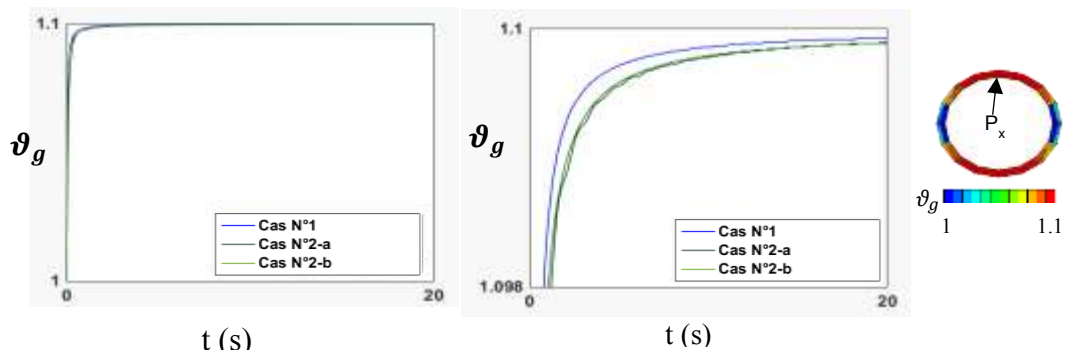 1.1
ϑg
Cas N°1
Cas N°2-a
Cas N°2-b
1
0
20
t (s)
1.1
ϑg
Cas N°1
Cas N°2-a
Cas N°2-b
1.098
0
20
t (s)
Px
ϑg
1 1.1